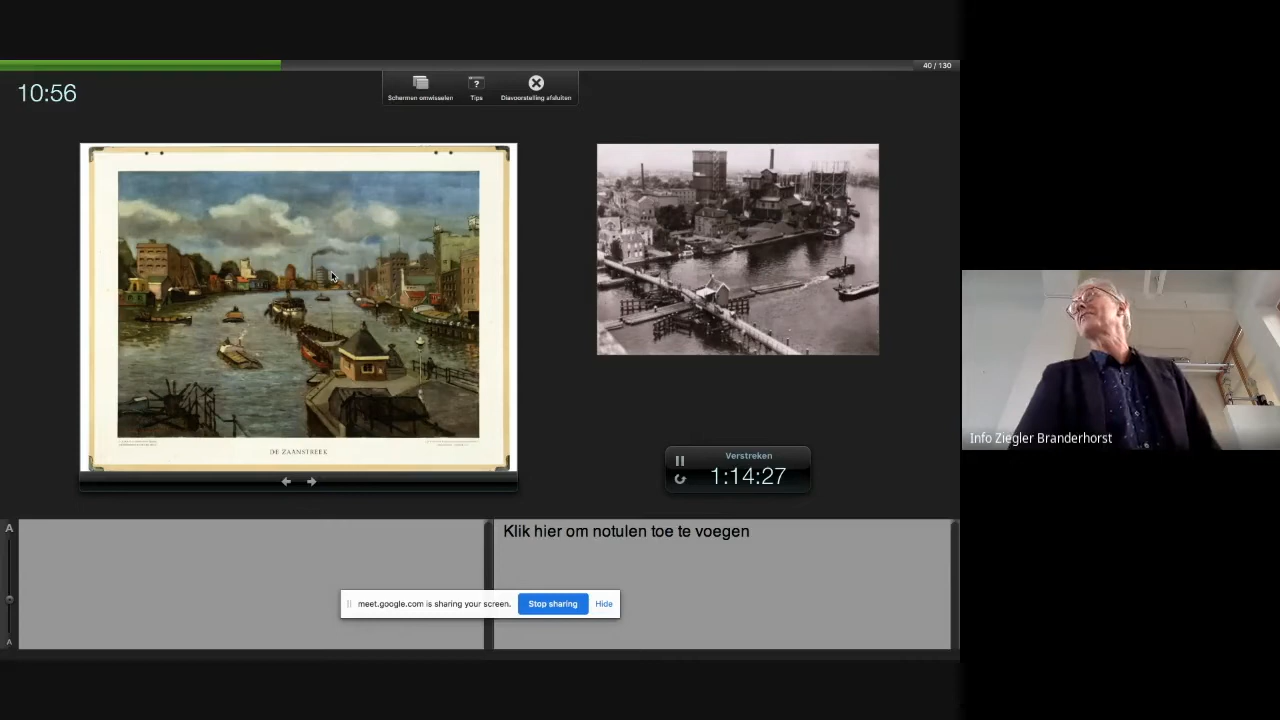 40 / 130
10:56
Schermen omwisselen
Tips
Diavoorstelling afsluiten
DE ZAANSTREEK
Verstreken
1:14:27
A
Klik hier om notulen toe te voegen
meet.google.com is sharing your screen.
Stop sharing
Hide
A
Info Ziegler Branderhorst